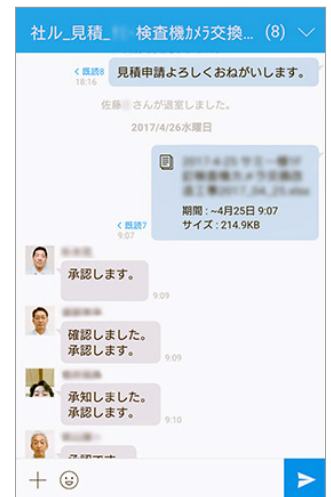 社ル_見積_ 検査機ｶﾒﾗ交換... (8)
< 既読8
18:16
見積申請よろしくおねがいします。
佐藤 さんが退室しました。
2017/4/26水曜日
期間 : ~4月25日 9:07
サイズ : 214.9KB
< 既読7
9:07
承認します。
9:09
確認しました。
承認します。
9:09
承知しました。
承認します。
9:10